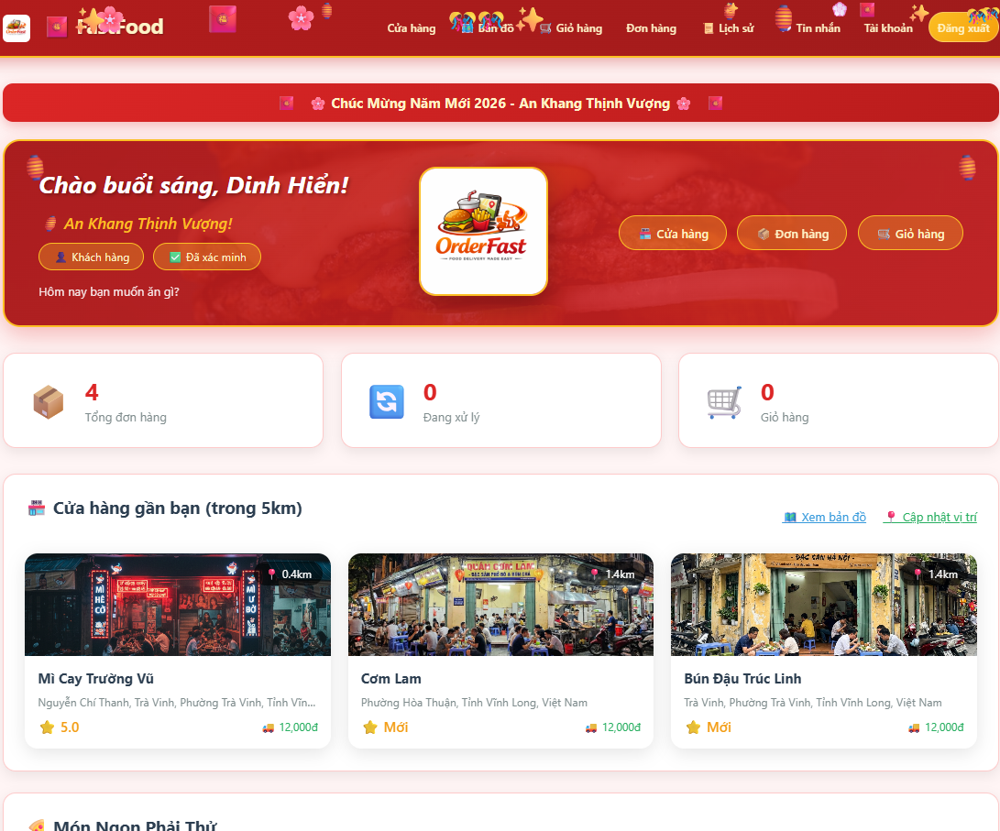 FastFood
Cửa hàng
Bản đồ
Giỏ hàng
Đơn hàng
Lịch sử
Tin nhắn
Tài khoản
Đăng xuất
Chúc Mừng Năm Mới 2026 - An Khang Thịnh Vượng
Chào buổi sáng, Dinh Hiển!
An Khang Thịnh Vượng!
Khách hàng
Đã xác minh
Hôm nay bạn muốn ăn gì?
OrderFast
FOOD DELIVERY MADE EASY
Cửa hàng
Đơn hàng
Giỏ hàng
4
Tổng đơn hàng
0
Đang xử lý
0
Giỏ hàng
Cửa hàng gần bạn (trong 5km)
Xem bản đồ
Cập nhật vị trí
0.4km
Mì Cay Trường Vũ
Nguyễn Chí Thanh, Trà Vinh, Phường Trà Vinh, Tỉnh Vĩn...
5.0
12,000đ
QUÁN CƠM LAM
1.4km
Cơm Lam
Phường Hòa Thuận, Tỉnh Vĩnh Long, Việt Nam
Mới
12,000đ
ĐẶC SẢN HÀ NỘI
1.4km
Bún Đậu Trúc Linh
Trà Vinh, Phường Trà Vinh, Tỉnh Vĩnh Long, Việt Nam
Mới
12,000đ
Món Ngon Phải Thử